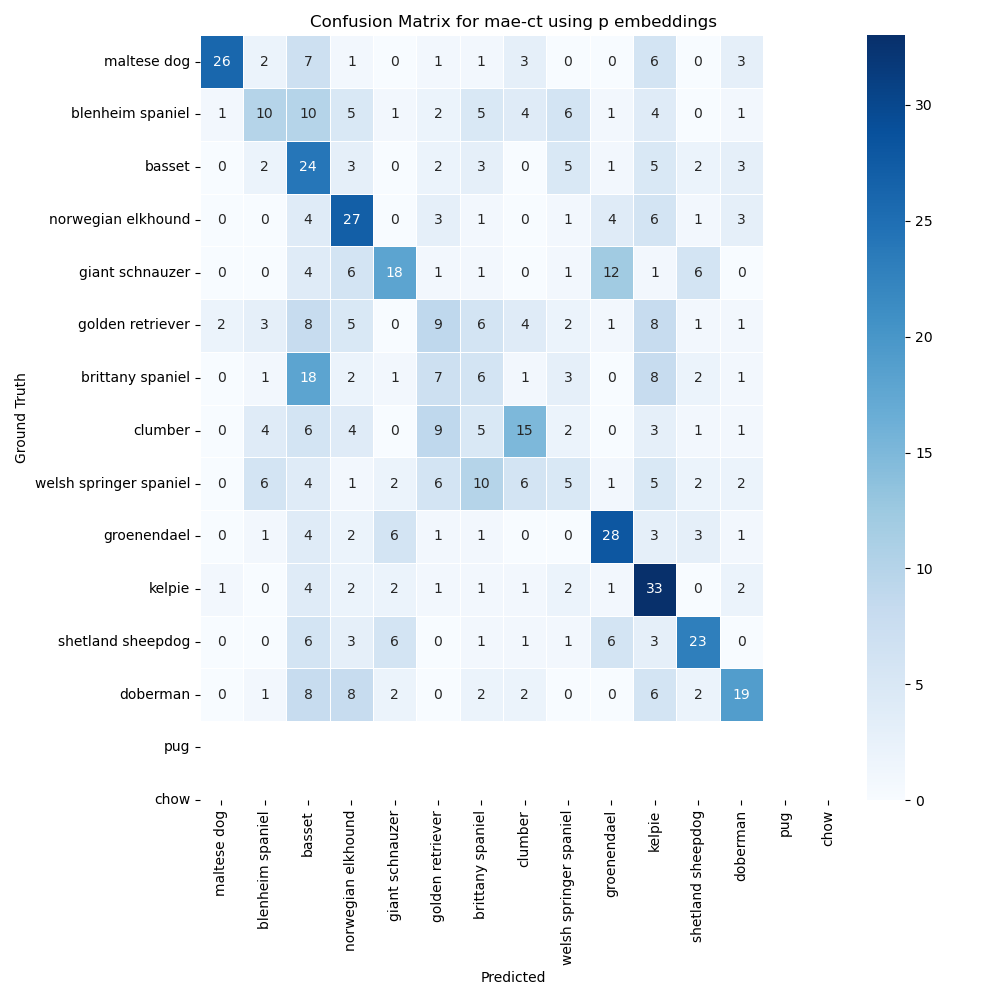 Confusion Matrix for mae-ct using p embeddings
maltese dog 26 2 7 1 0 1 1 3 0 0 6 0 3
blenheim spaniel 1 10 10 5 1 2 5 4 6 1 4 0 1
basset 0 2 24 3 0 2 3 0 5 1 5 2 3
norwegian elkhound 0 0 4 27 0 3 1 0 1 4 6 1 3
giant schnauzer 0 0 4 6 18 1 1 0 1 12 1 6 0
golden retriever 2 3 8 5 0 9 6 4 2 1 8 1 1
brittany spaniel 0 1 18 2 1 7 6 1 3 0 8 2 1
clumber 0 4 6 4 0 9 5 15 2 0 3 1 1
welsh springer spaniel 0 6 4 1 2 6 10 6 5 1 5 2 2
groenendael 0 1 4 2 6 1 1 0 0 28 3 3 1
kelpie 1 0 4 2 2 1 1 1 2 1 33 0 2
shetland sheepdog 0 0 6 3 6 0 1 1 1 6 3 23 0
doberman 0 1 8 8 2 0 2 2 0 0 6 2 19
pug
chow
Ground Truth
maltese dog
blenheim spaniel
basset
norwegian elkhound
giant schnauzer
golden retriever
brittany spaniel
clumber
welsh springer spaniel
groenendael
kelpie
shetland sheepdog
doberman
pug
chow
Predicted
30
25
20
15
10
5
0